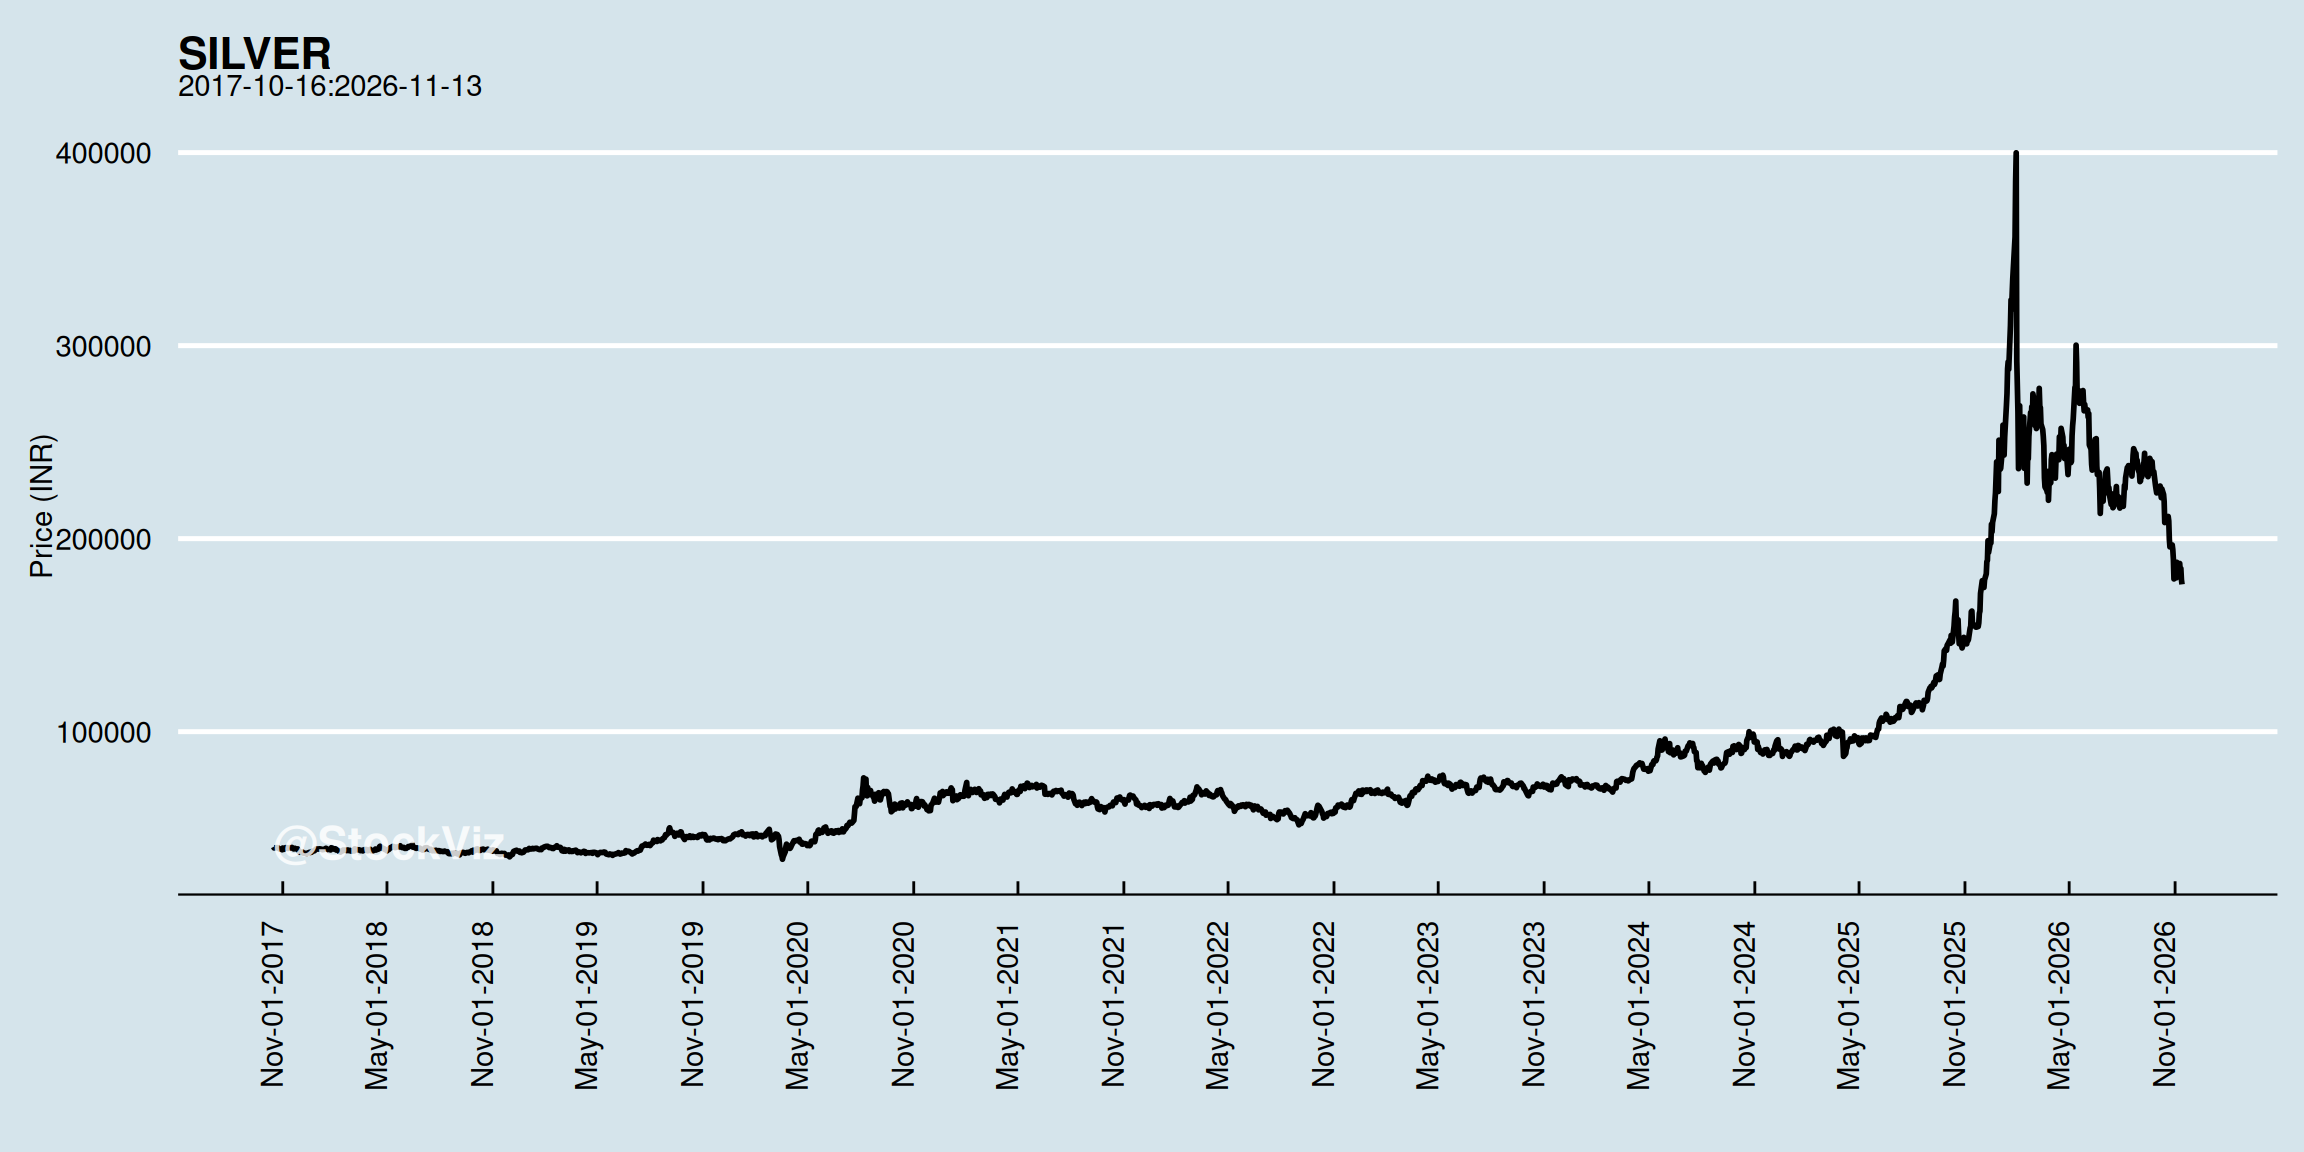 SILVER
2017-10-16:2026-11-13
Price (INR)
400000
300000
200000
100000
@StockViz
Nov-01-2017
May-01-2018
Nov-01-2018
May-01-2019
Nov-01-2019
May-01-2020
Nov-01-2020
May-01-2021
Nov-01-2021
May-01-2022
Nov-01-2022
May-01-2023
Nov-01-2023
May-01-2024
Nov-01-2024
May-01-2025
Nov-01-2025
May-01-2026
Nov-01-2026